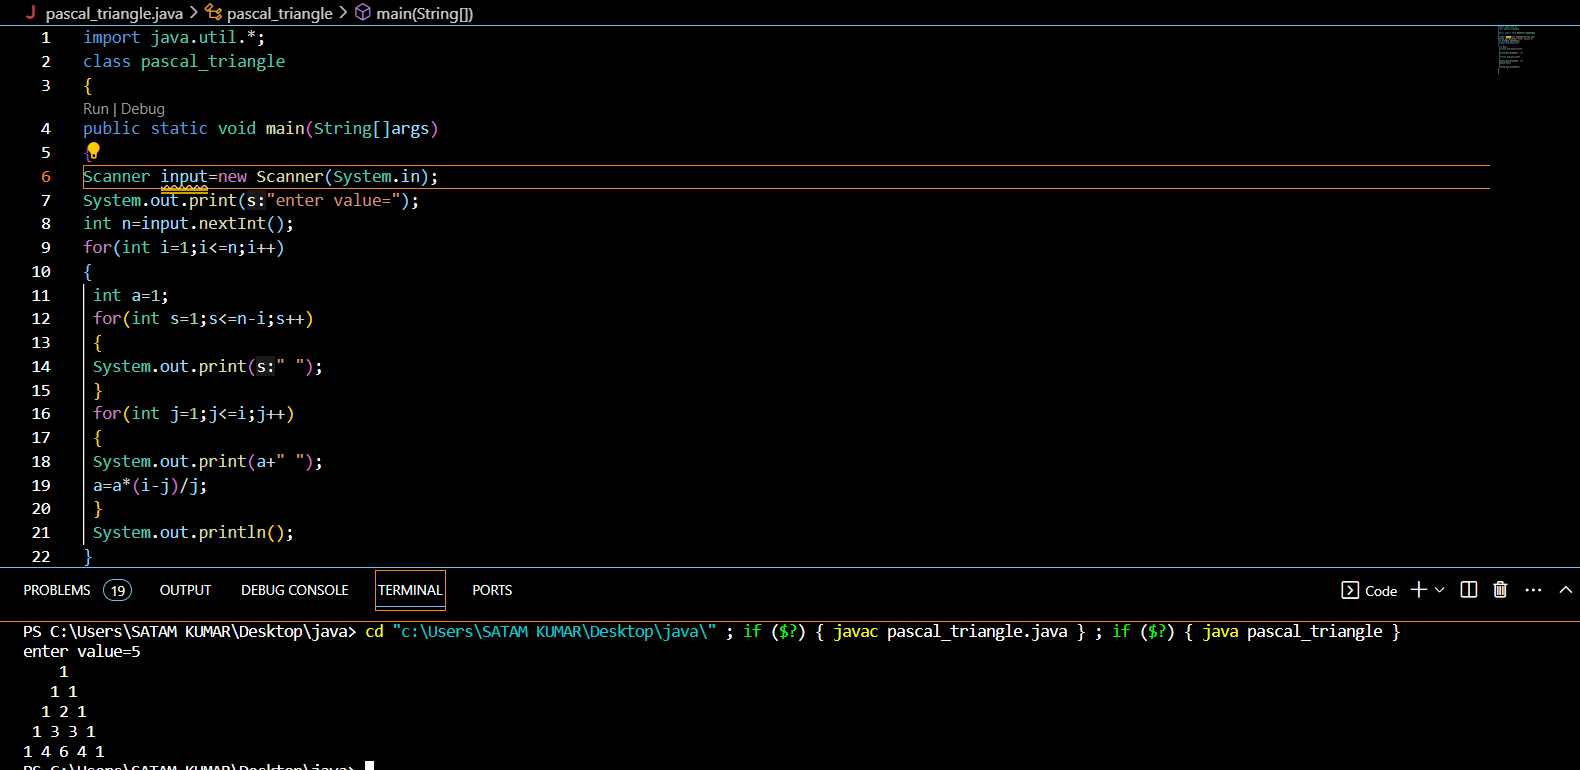 pascal_triangle.java > pascal_triangle > main(String[])
1 import java.util.*;
2 class pascal_triangle
3 {
Run | Debug
4 public static void main(String[]args)
5 {
6 Scanner input=new Scanner(System.in);
7 System.out.print(s:"enter value=");
8 int n=input.nextInt();
9 for(int i=1;i<=n;i++)
10 {
11 int a=1;
12 for(int s=1;s<=n-i;s++)
13 {
14 System.out.print(s:" ");
15 }
16 for(int j=1;j<=i;j++)
17 {
18 System.out.print(a+" ");
19 a=a*(i-j)/j;
20 }
21 System.out.println();
22 }
PROBLEMS 19 OUTPUT DEBUG CONSOLE TERMINAL PORTS Code
PS C:\Users\SATAM KUMAR\Desktop\java> cd "c:\Users\SATAM KUMAR\Desktop\java\" ; if ($?) { javac pascal_triangle.java } ; if ($?) { java pascal_triangle }
enter value=5
1
1 1
1 2 1
1 3 3 1
1 4 6 4 1
PS C:\Users\SATAM KUMAR\Desktop\java>